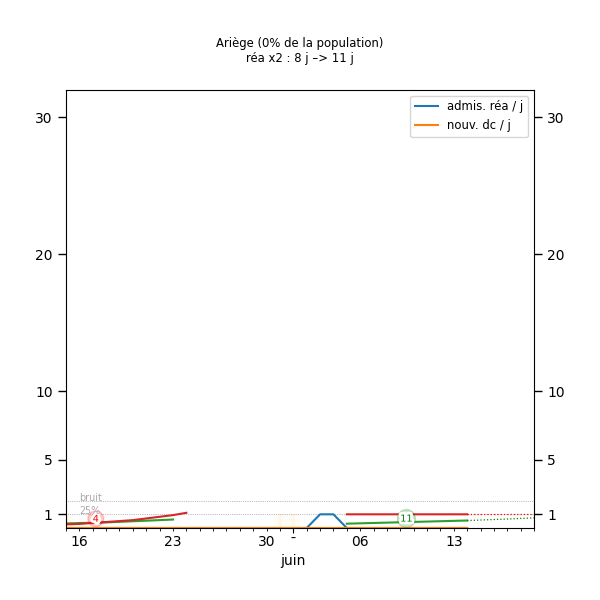 Ariège (0% de la population)
réa x2 : 8 j –> 11 j
admis. réa / j
nouv. dc / j
30 30
20 20
10 10
5 5
bruit
25%
1 4 11 1
16 23 30 - 06 13
juin